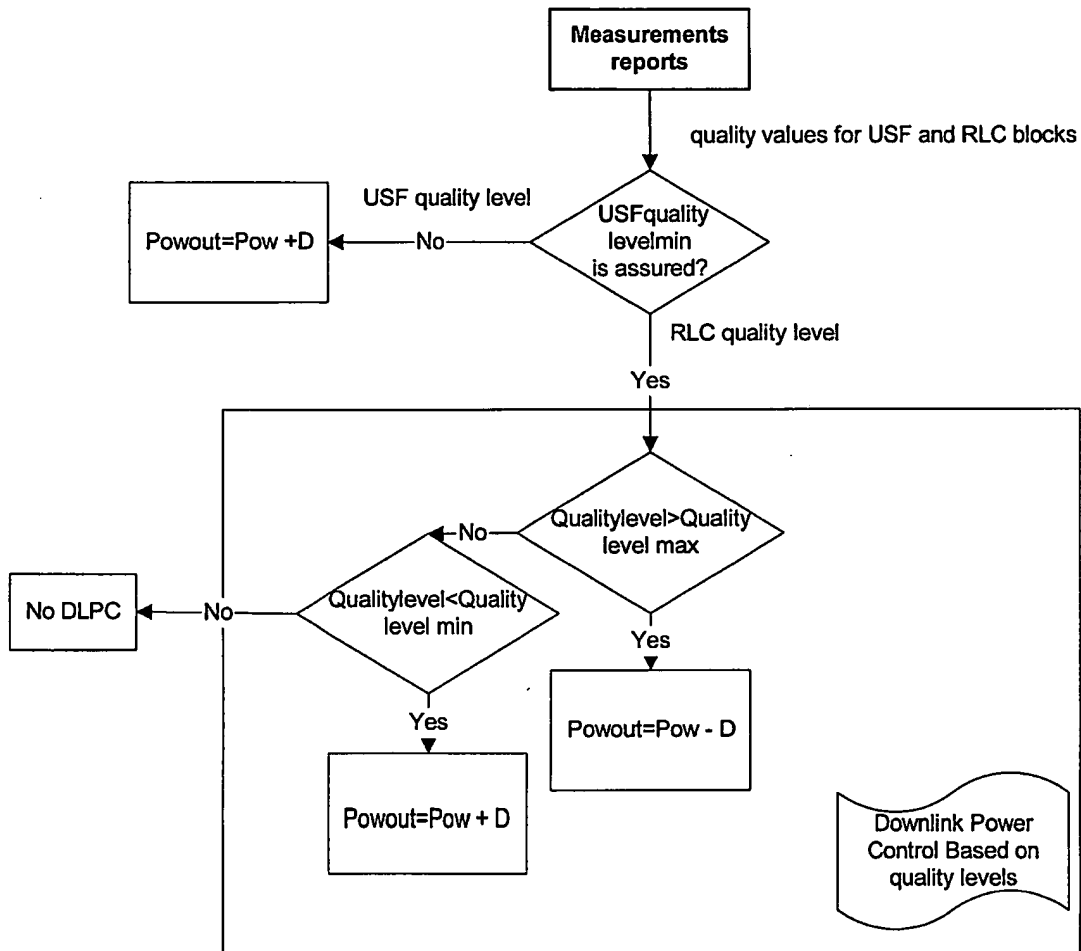 Measurements
reports
quality values for USF and RLC blocks
USF quality level
Powout=Pow +D
No
USFquality
levelmin
is assured?
RLC quality level
Yes
Qualitylevel>Quality
level max
No
Qualitylevel<Quality
level min
No
No DLPC
Yes
Powout=Pow - D
Yes
Powout=Pow + D
Downlink Power
Control Based on
quality levels